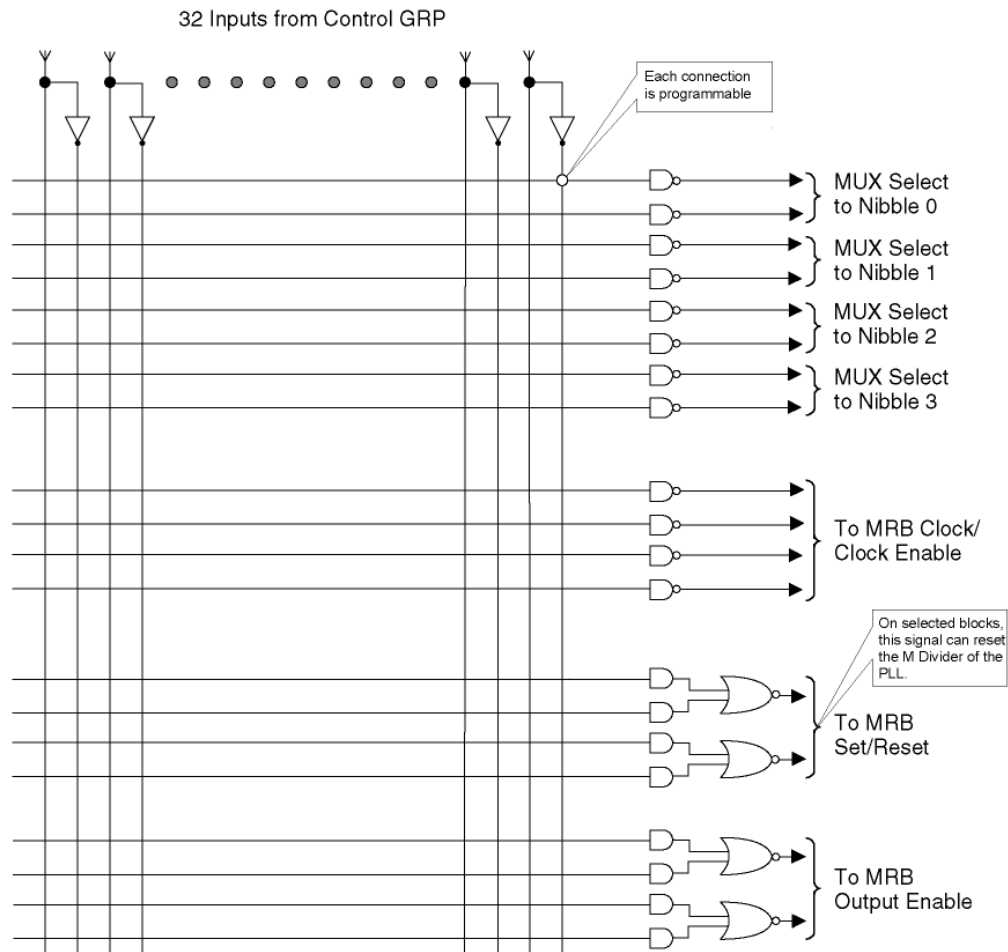 32 Inputs from Control GRP
Each connection
is programmable
MUX Select
to Nibble 0
MUX Select
to Nibble 1
MUX Select
to Nibble 2
MUX Select
to Nibble 3
To MRB Clock/
Clock Enable
On selected blocks,
this signal can reset
the M Divider of the
PLL.
To MRB
Set/Reset
To MRB
Output Enable